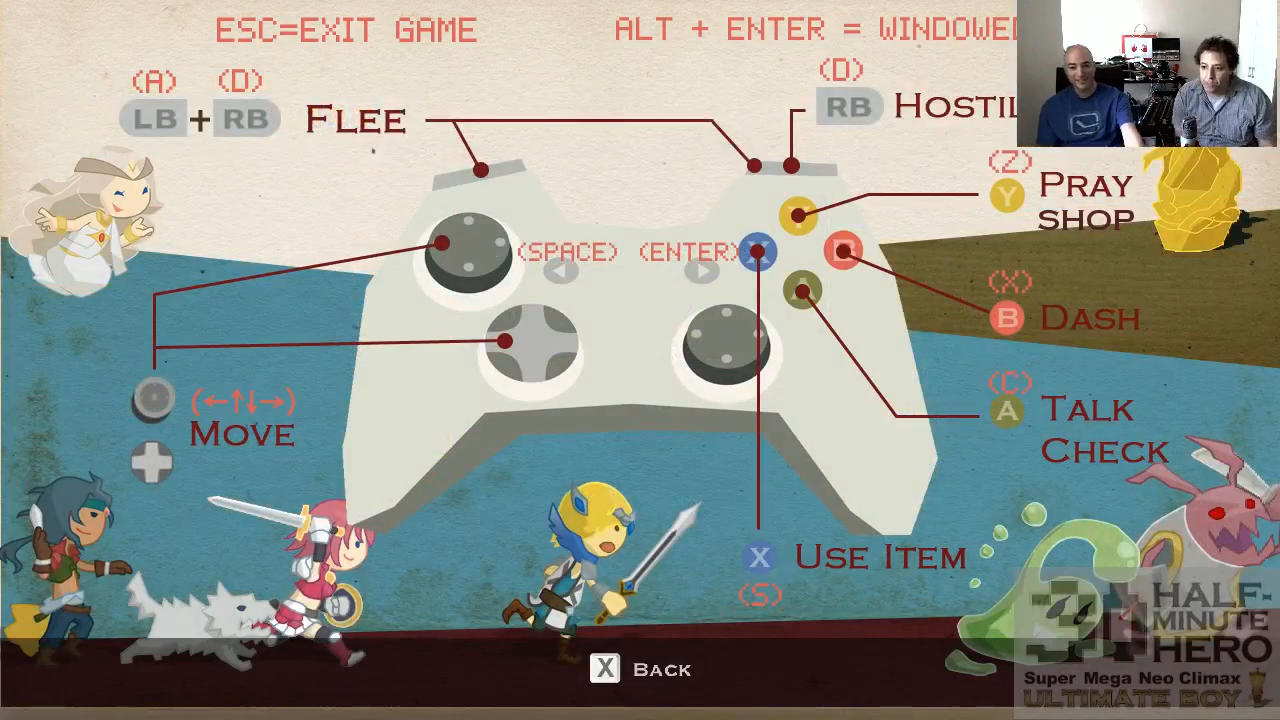 ESC=EXIT GAME
ALT + ENTER = WINDOWED
(A) (D)
LB + RB FLEE
(D)
RB HOSTIL
(Z)
Y PRAY
SHOP
(SPACE) (ENTER)
Y
X B
A
(X)
B DASH
(←↑↓→)
MOVE
(C)
A TALK
CHECK
X USE ITEM
(S)
X BACK
HALF-
MINUTE
HERO
Super Mega Neo Climax
ULTIMATE BOY